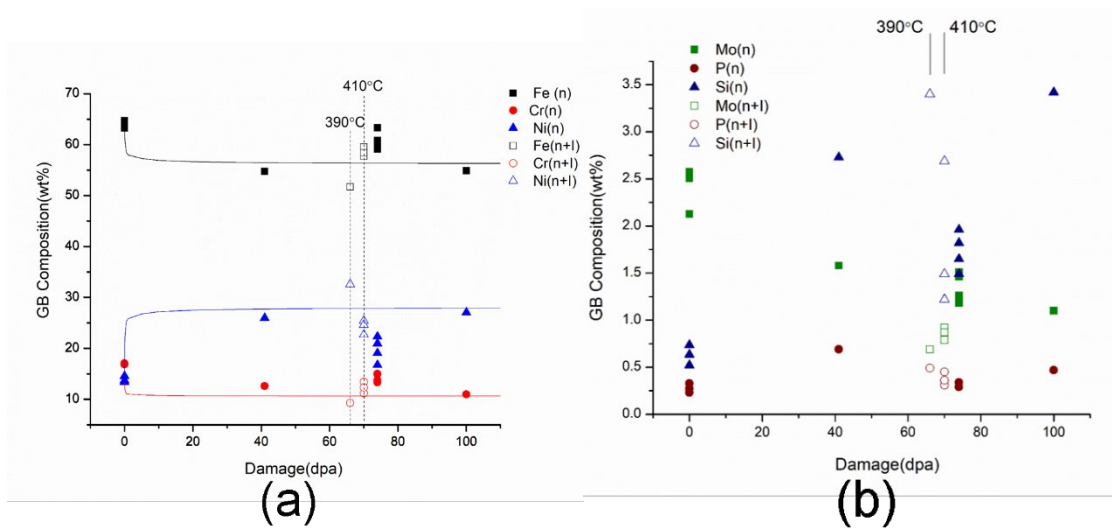 410°C
390°C
Fe (n)
Cr(n)
Ni(n)
Fe(n+I)
Cr(n+I)
Ni(n+I)
GB Composition(wt%)
70
60
50
40
30
20
10
0 20 40 60 80 100
Damage(dpa)
(a)
390°C 410°C
Mo(n)
P(n)
Si(n)
Mo(n+I)
P(n+I)
Si(n+I)
GB Composition(wt%)
3.5
3.0
2.5
2.0
1.5
1.0
0.5
0.0
0 20 40 60 80 100
Damage(dpa)
(b)